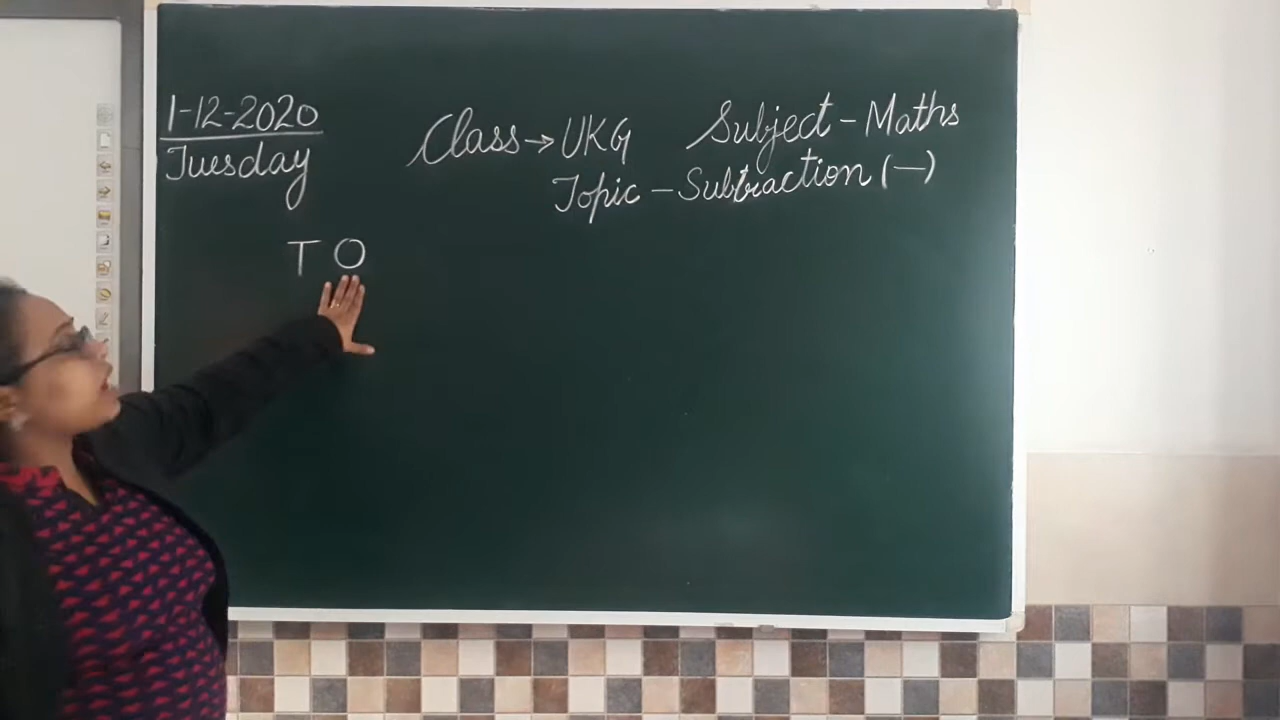 1-12-2020
Tuesday
Class → UKG Subject - Maths
Topic - Subtraction (-)
T O